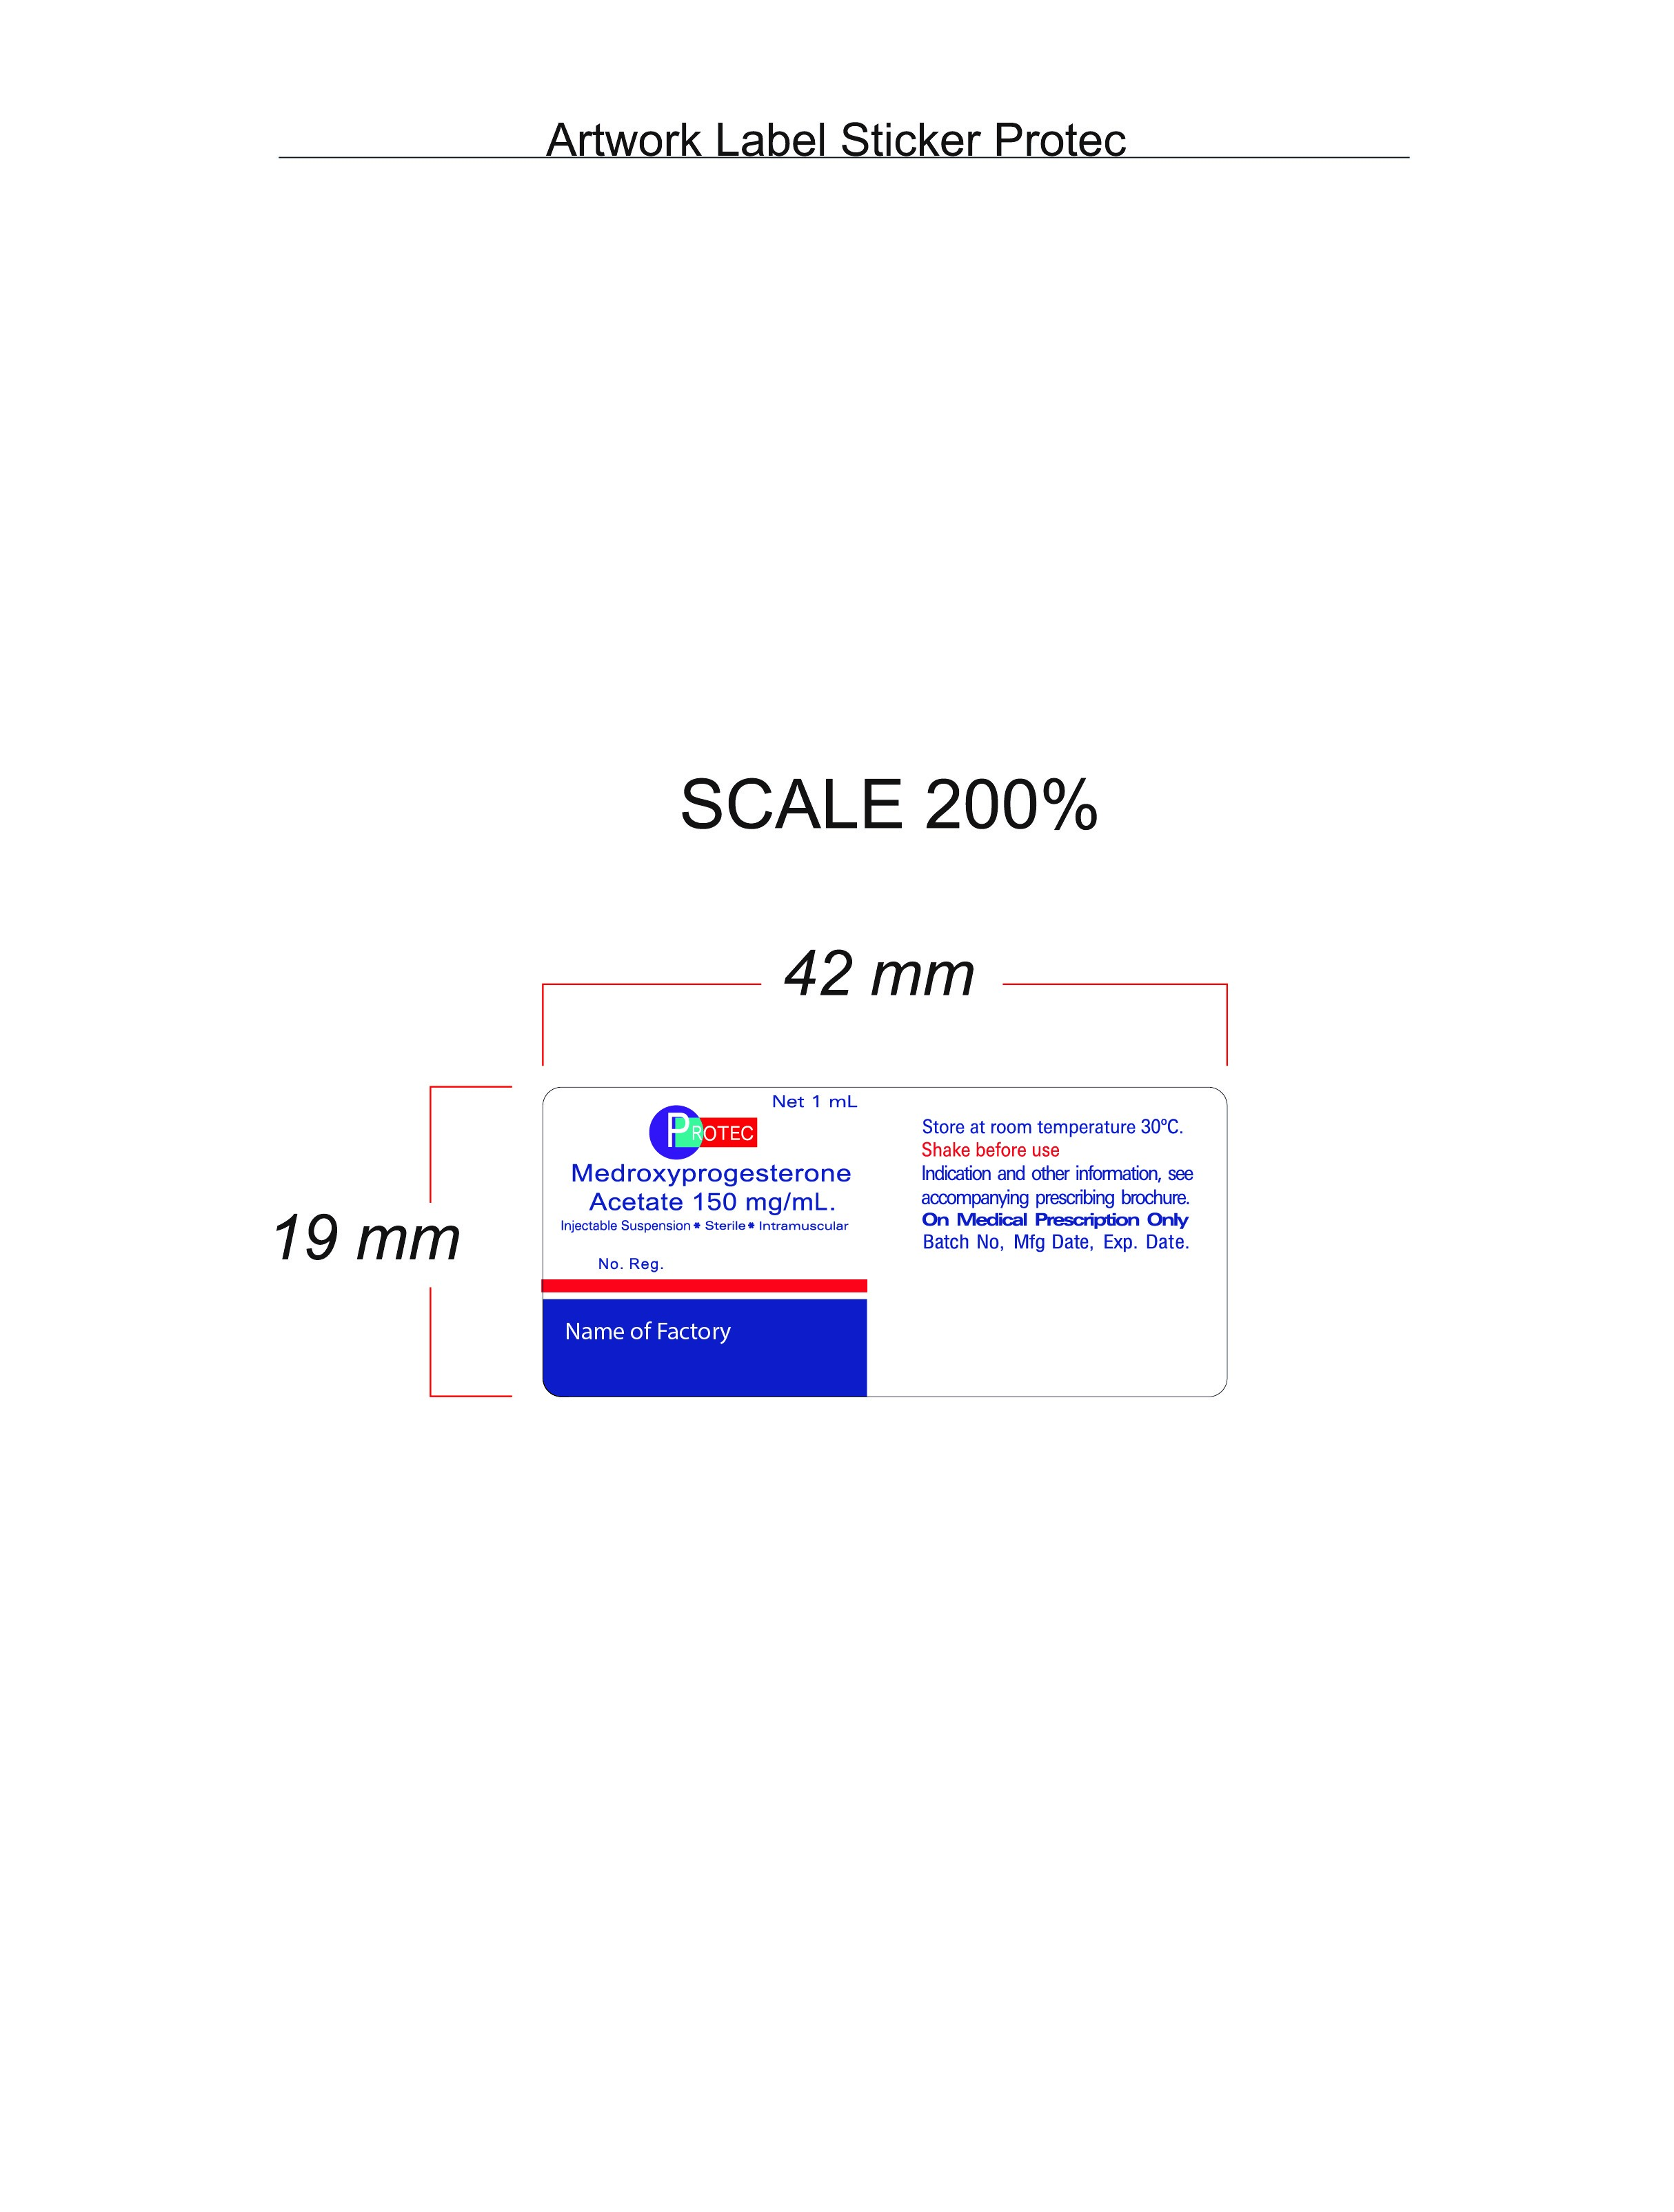 Artwork Label Sticker Protec
SCALE 200%
42 mm
19 mm
Net 1 mL
PROTEC
Medroxyprogesterone
Acetate 150 mg/mL.
Injectable Suspension * Sterile * Intramuscular
No. Reg.
Name of Factory
Store at room temperature 30°C.
Shake before use
Indication and other information, see
accompanying prescribing brochure.
On Medical Prescription Only
Batch No, Mfg Date, Exp. Date.